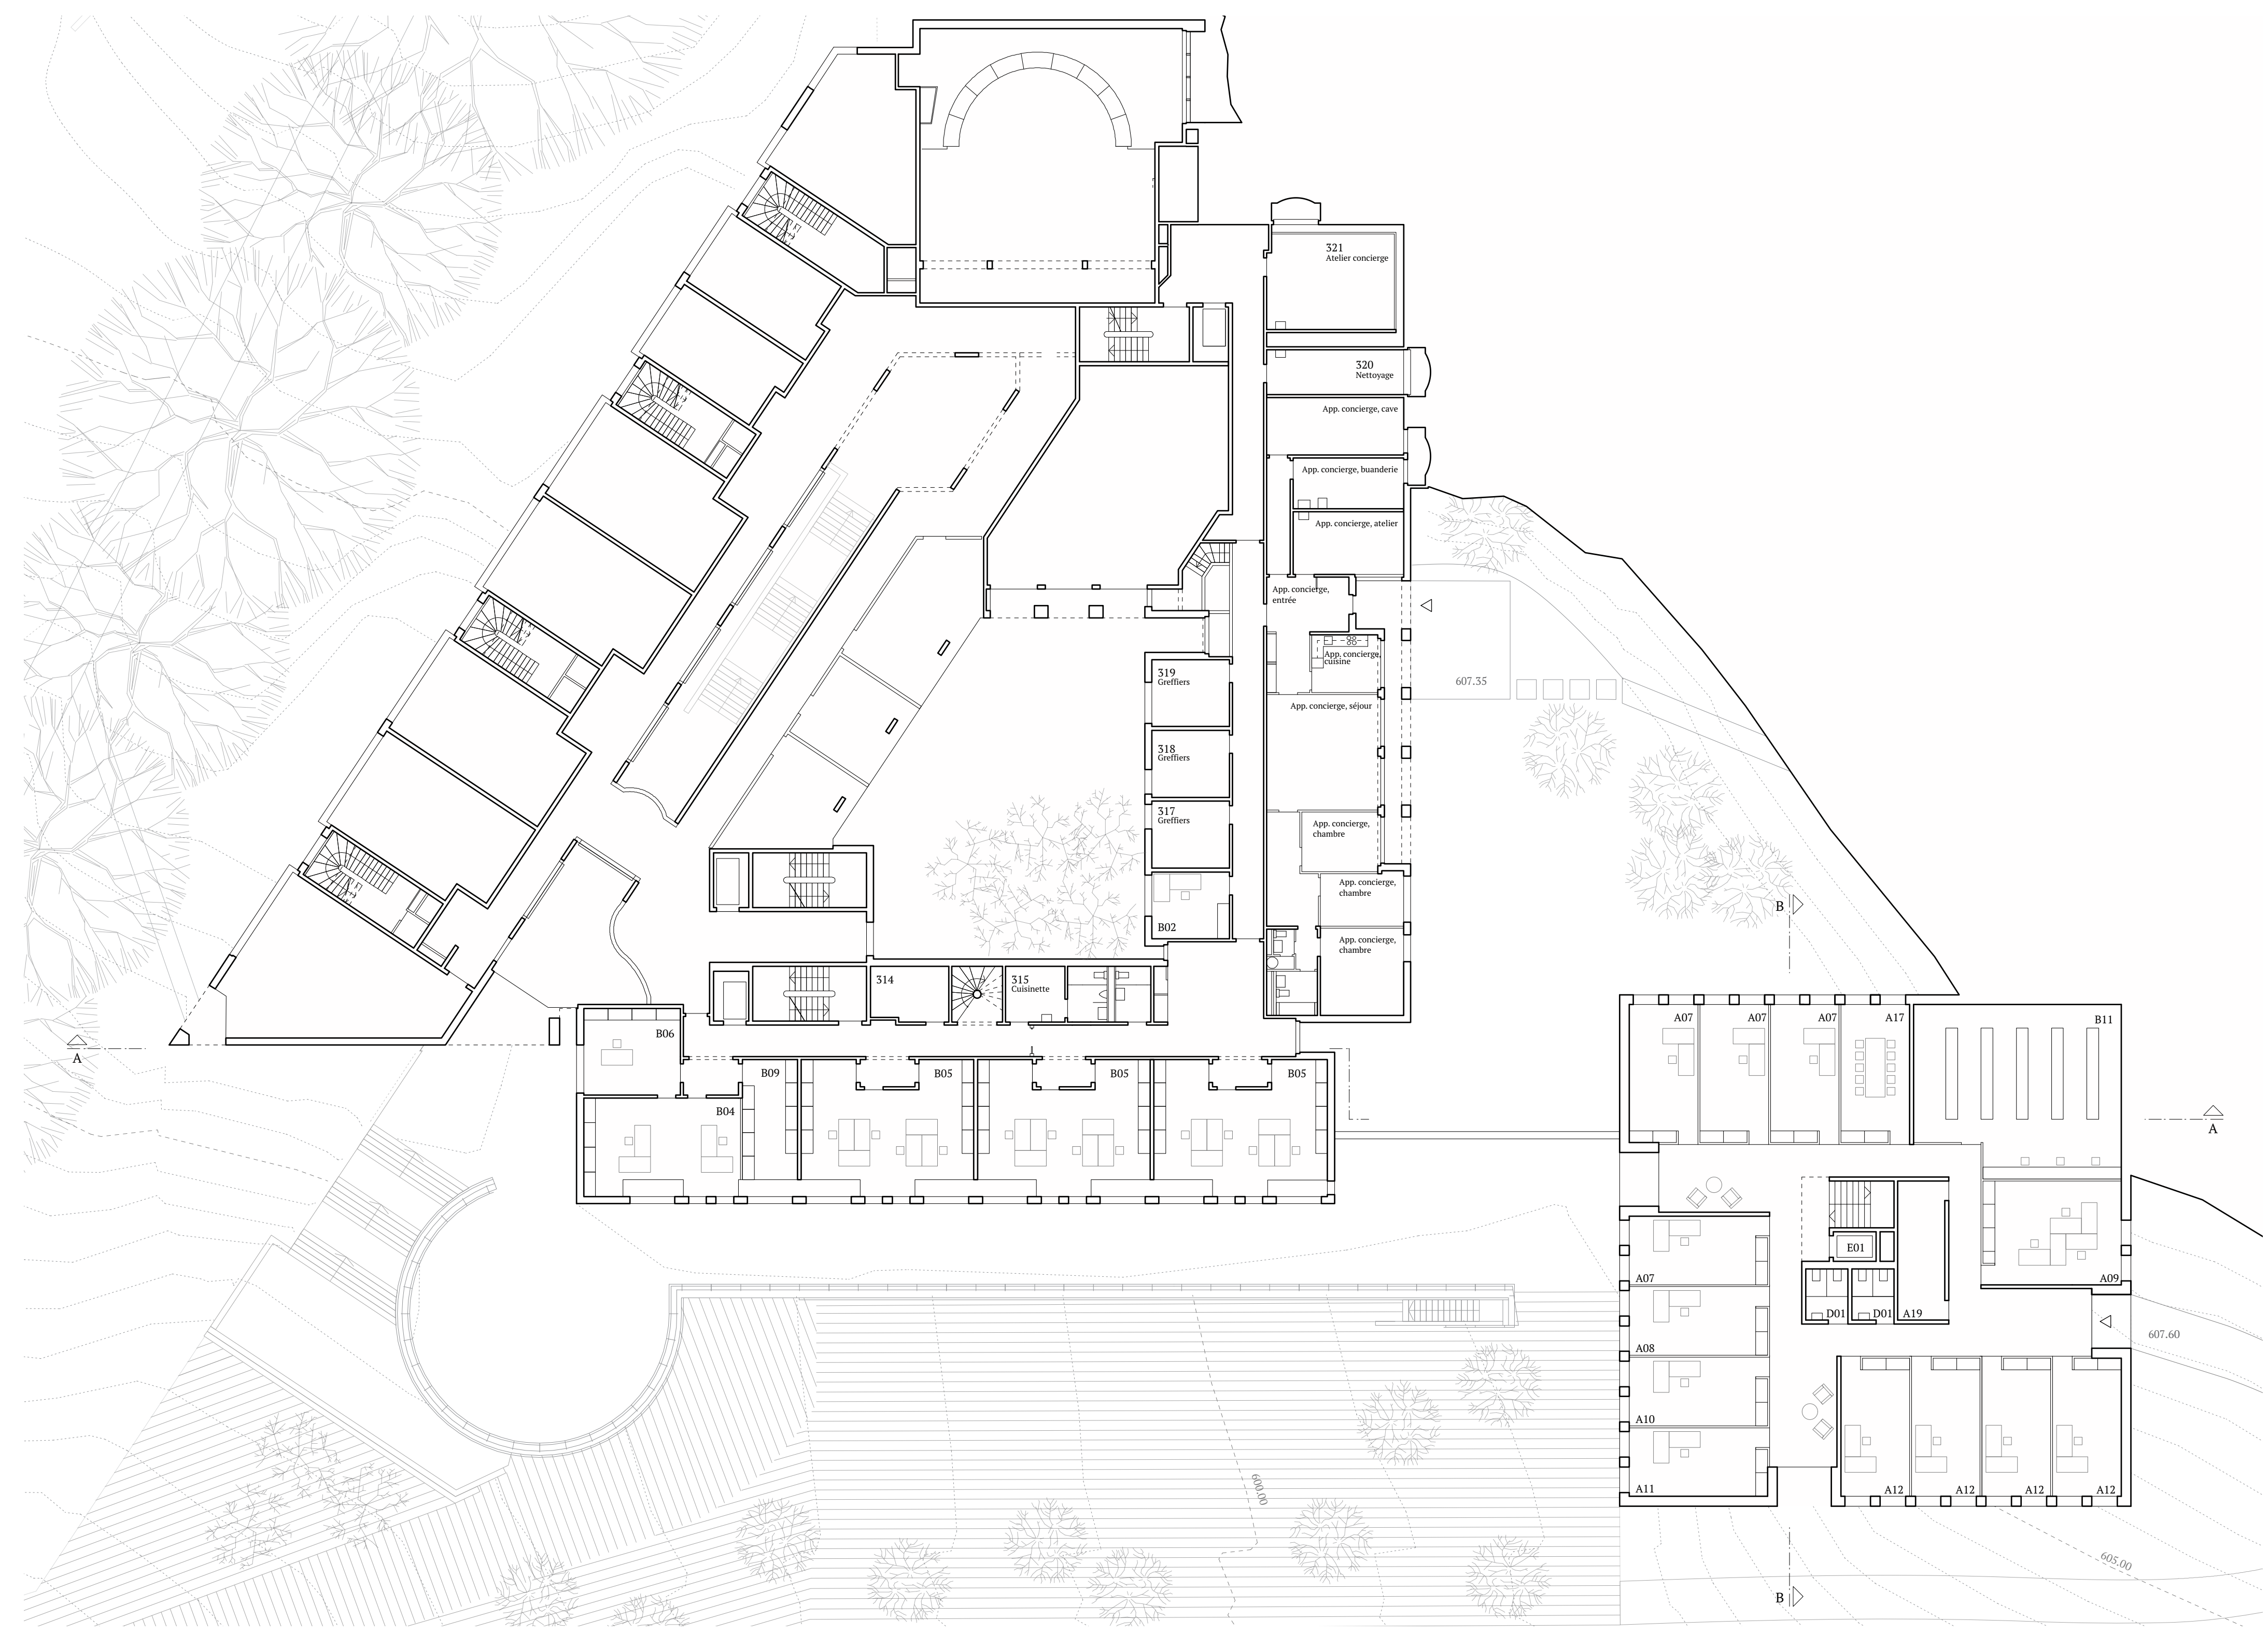 321
Atelier concierge
320
Nettoyage
App. concierge, cave
App. concierge, buanderie
App. concierge, atelier
App. concierge,
entrée
App. concierge,
cuisine
607.35
App. concierge, séjour
319
Greffiers
318
Greffiers
317
Greffiers
App. concierge,
chambre
App. concierge,
chambre
App. concierge,
chambre
B02
314
315
Cuisinette
B
A
B06
B09
B05
B05
B05
B04
A07
A07
A07
A17
B11
A
E01
A07
A09
D01
D01
A19
A08
607.60
A10
A11
A12
A12
A12
A12
600.00
605.00
B